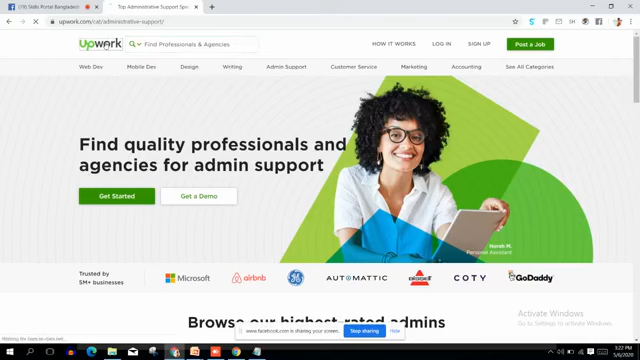 (19) Skills Portal Bangladesh
Top Administrative Support Spe
upwork.com/cat/administrative-support/
upwork
Find Professionals & Agencies
HOW IT WORKS
LOG IN
SIGN UP
Post a Job
Web Dev
Mobile Dev
Design
Writing
Admin Support
Customer Service
Marketing
Accounting
See All Categories
Find quality professionals and
agencies for admin support
Get Started
Get a Demo
Norah M.
Personal Assistant
Trusted by
5M+ businesses
Microsoft
airbnb
GE
AUTOMATTIC
BISSELL
COTY
GoDaddy
Browse our highest-rated admins
Activate Windows
Go to Settings to activate Windows.
www.facebook.com is sharing your screen.
Stop sharing
Hide
3:22 PM
5/6/2020